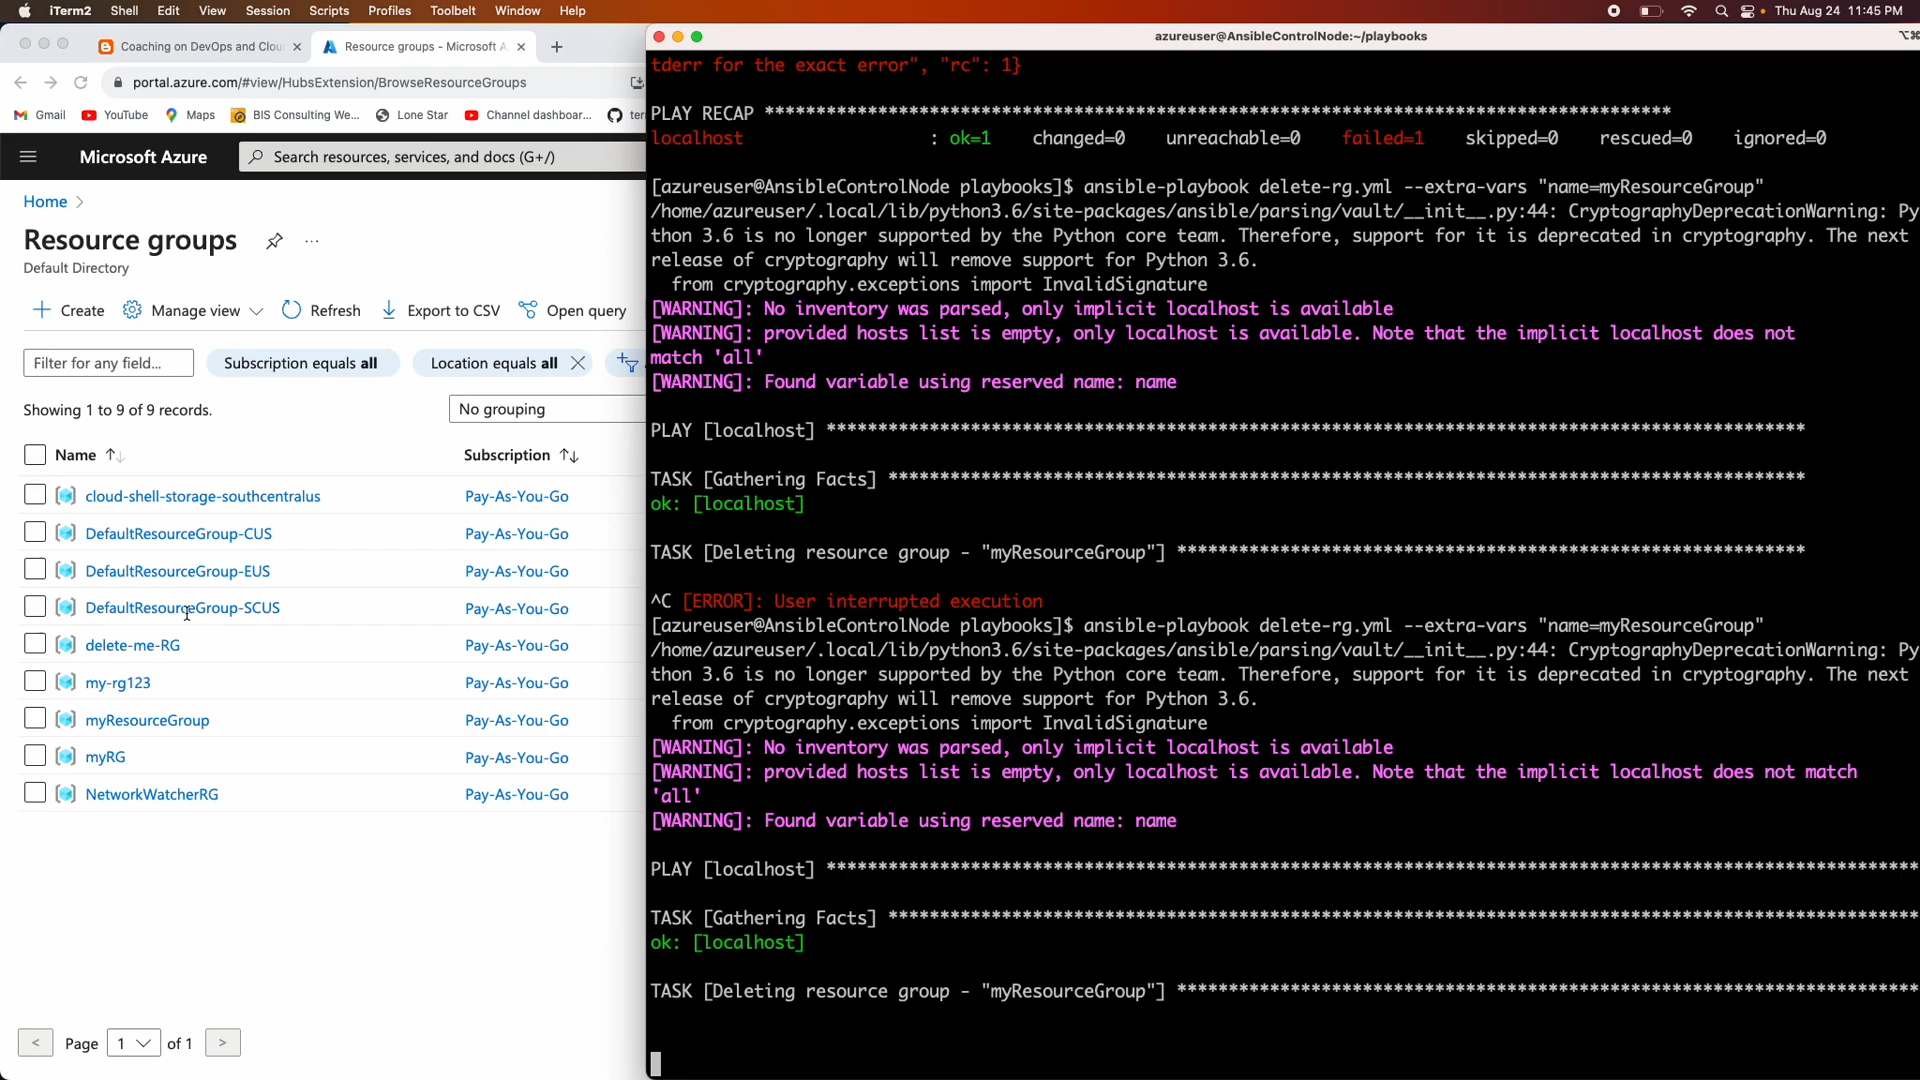 iTerm2 Shell Edit View Session Scripts Profiles Toolbelt Window Help Thu Aug 24 11:45 PM
Coaching on DevOps and Clou
Resource groups - Microsoft A
portal.azure.com/#view/HubsExtension/BrowseResourceGroups
Gmail YouTube Maps BIS Consulting We... Lone Star Channel dashboar... ter
Microsoft Azure
Search resources, services, and docs (G+/)
Home >
Resource groups ...
Default Directory
+ Create Manage view Refresh Export to CSV Open query
Filter for any field... Subscription equals all Location equals all
Showing 1 to 9 of 9 records. No grouping
Name Subscription
cloud-shell-storage-southcentralus Pay-As-You-Go
DefaultResourceGroup-CUS Pay-As-You-Go
DefaultResourceGroup-EUS Pay-As-You-Go
DefaultResourceGroup-SCUS Pay-As-You-Go
delete-me-RG Pay-As-You-Go
my-rg123 Pay-As-You-Go
myResourceGroup Pay-As-You-Go
myRG Pay-As-You-Go
NetworkWatcherRG Pay-As-You-Go
< Page 1 of 1 >
azureuser@AnsibleControlNode:~/playbooks ⌥⌘
tderr for the exact error", "rc": 1}
PLAY RECAP ****************************************************************************************
localhost : ok=1 changed=0 unreachable=0 failed=1 skipped=0 rescued=0 ignored=0
[azureuser@AnsibleControlNode playbooks]$ ansible-playbook delete-rg.yml --extra-vars "name=myResourceGroup"
/home/azureuser/.local/lib/python3.6/site-packages/ansible/parsing/vault/__init__.py:44: CryptographyDeprecationWarning: Py
thon 3.6 is no longer supported by the Python core team. Therefore, support for it is deprecated in cryptography. The next
release of cryptography will remove support for Python 3.6.
from cryptography.exceptions import InvalidSignature
[WARNING]: No inventory was parsed, only implicit localhost is available
[WARNING]: provided hosts list is empty, only localhost is available. Note that the implicit localhost does not
match 'all'
[WARNING]: Found variable using reserved name: name
PLAY [localhost] ***********************************************************************************************
TASK [Gathering Facts] *****************************************************************************************
ok: [localhost]
TASK [Deleting resource group - "myResourceGroup"] *************************************************************
^C [ERROR]: User interrupted execution
[azureuser@AnsibleControlNode playbooks]$ ansible-playbook delete-rg.yml --extra-vars "name=myResourceGroup"
/home/azureuser/.local/lib/python3.6/site-packages/ansible/parsing/vault/__init__.py:44: CryptographyDeprecationWarning: Py
thon 3.6 is no longer supported by the Python core team. Therefore, support for it is deprecated in cryptography. The next
release of cryptography will remove support for Python 3.6.
from cryptography.exceptions import InvalidSignature
[WARNING]: No inventory was parsed, only implicit localhost is available
[WARNING]: provided hosts list is empty, only localhost is available. Note that the implicit localhost does not match
'all'
[WARNING]: Found variable using reserved name: name
PLAY [localhost] **********************************************************************************************************
TASK [Gathering Facts] ****************************************************************************************************
ok: [localhost]
TASK [Deleting resource group - "myResourceGroup"] ************************************************************************